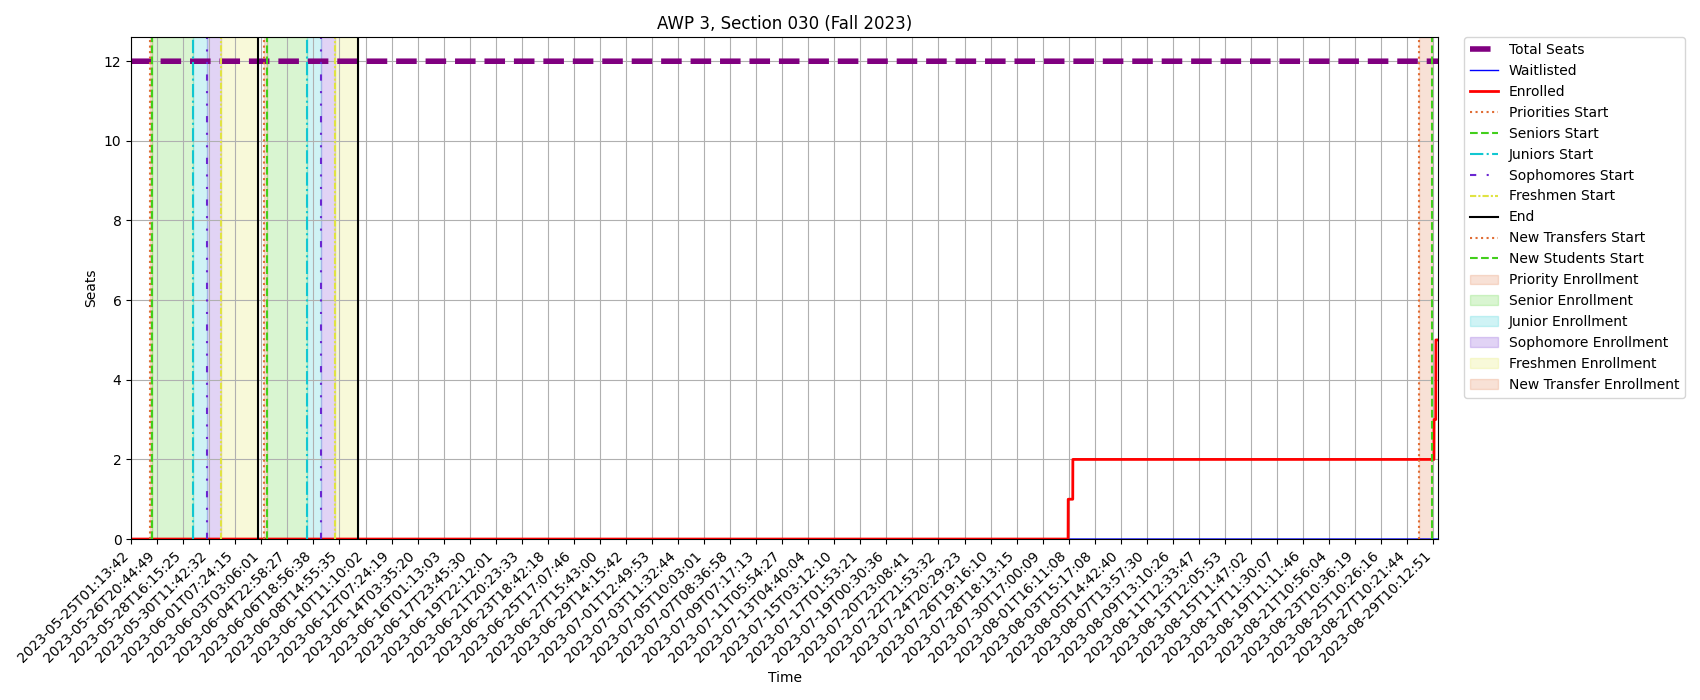 AWP 3, Section 030 (Fall 2023)
Seats
12
10
8
6
4
2
0
2023-05-25T01:13:42
2023-05-26T20:44:49
2023-05-28T16:15:25
2023-05-30T11:42:32
2023-06-01T07:24:15
2023-06-03T03:06:01
2023-06-04T22:58:27
2023-06-06T18:56:38
2023-06-08T14:55:35
2023-06-10T11:10:02
2023-06-12T07:24:19
2023-06-14T03:35:20
2023-06-16T01:13:03
2023-06-17T23:45:30
2023-06-19T22:12:01
2023-06-21T20:23:33
2023-06-23T18:42:18
2023-06-25T17:07:46
2023-06-27T15:43:00
2023-06-29T14:15:42
2023-07-01T12:49:53
2023-07-03T11:32:44
2023-07-05T10:03:01
2023-07-07T08:36:58
2023-07-09T07:17:13
2023-07-11T05:54:27
2023-07-13T04:40:04
2023-07-15T03:12:10
2023-07-17T01:53:21
2023-07-19T00:30:36
2023-07-20T23:08:41
2023-07-22T21:53:32
2023-07-24T20:29:23
2023-07-26T19:16:10
2023-07-28T18:13:15
2023-07-30T17:00:09
2023-08-01T16:11:08
2023-08-03T15:17:08
2023-08-05T14:42:40
2023-08-07T13:57:30
2023-08-09T13:10:26
2023-08-11T12:33:47
2023-08-13T12:05:53
2023-08-15T11:47:02
2023-08-17T11:30:07
2023-08-19T11:11:46
2023-08-21T10:56:04
2023-08-23T10:36:19
2023-08-25T10:26:16
2023-08-27T10:21:44
2023-08-29T10:12:51
Time
Total Seats
Waitlisted
Enrolled
Priorities Start
Seniors Start
Juniors Start
Sophomores Start
Freshmen Start
End
New Transfers Start
New Students Start
Priority Enrollment
Senior Enrollment
Junior Enrollment
Sophomore Enrollment
Freshmen Enrollment
New Transfer Enrollment